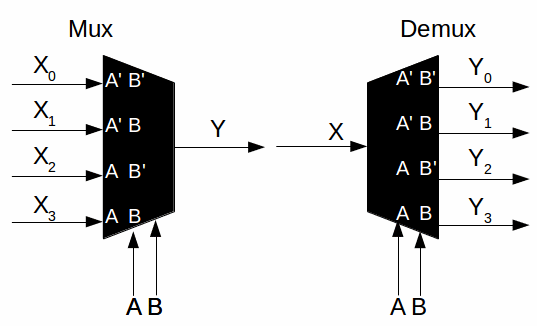 Mux
X0
A' B'
X1
A' B
X2
A B'
X3
A B
Y
A B
Demux
X
A' B'
Y0
A' B
Y1
A B'
Y2
A B
Y3
A B